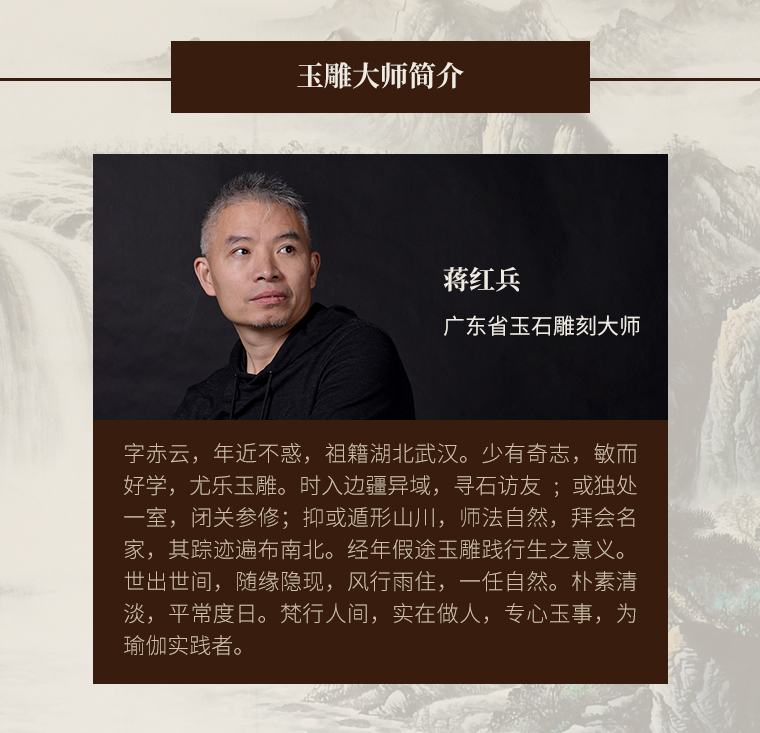 玉雕大师简介
蒋红兵
广东省玉石雕刻大师
字赤云，年近不惑，祖籍湖北武汉。少有奇志，敏而
好学，尤乐玉雕。时入边疆异域，寻石访友 ；或独处
一室，闭关参修；抑或遁形山川，师法自然，拜会名
家，其踪迹遍布南北。经年假途玉雕践行生之意义。
世出世间，随缘隐现，风行雨住，一任自然。朴素清
淡，平常度日。梵行人间，实在做人，专心玉事，为
瑜伽实践者。